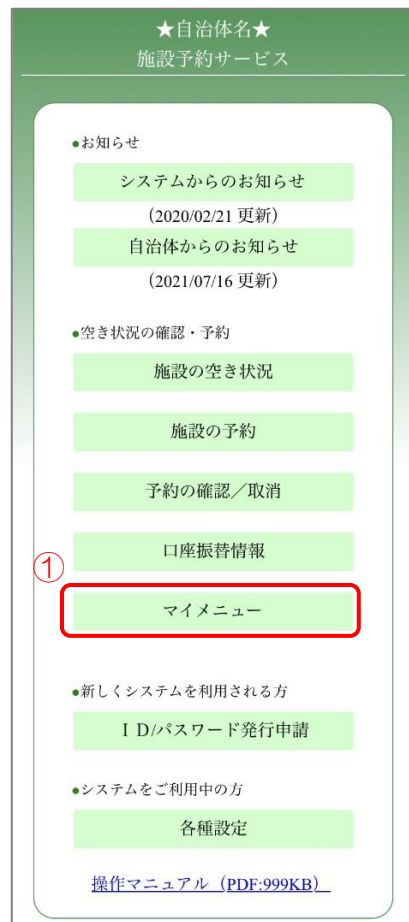 ★自治体名★
施設予約サービス
●お知らせ
システムからのお知らせ
(2020/02/21 更新)
自治体からのお知らせ
(2021/07/16 更新)
●空き状況の確認・予約
施設の空き状況
施設の予約
予約の確認／取消
口座振替情報
①
マイメニュー
●新しくシステムを利用される方
ＩＤ/パスワード発行申請
●システムをご利用中の方
各種設定
操作マニュアル（PDF:999KB）